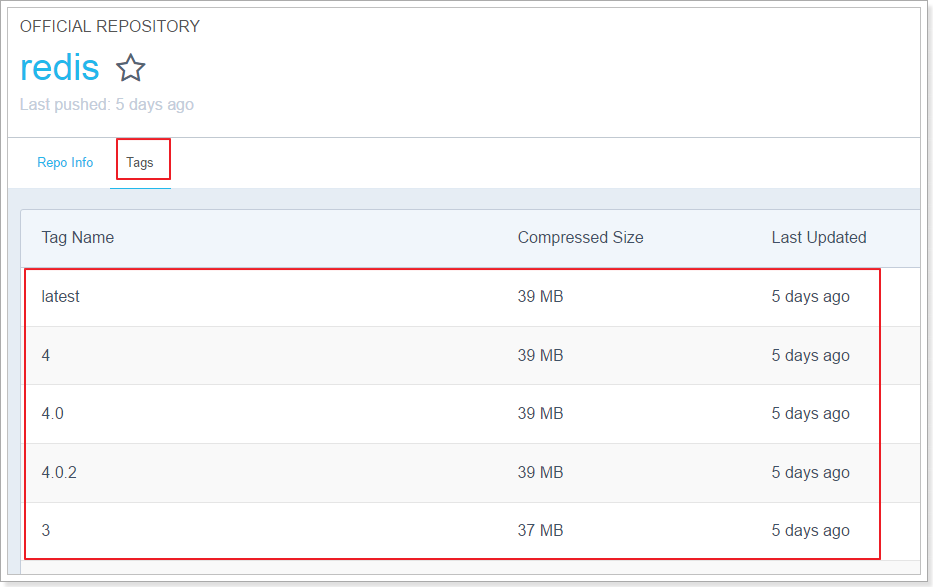 OFFICIAL REPOSITORY
redis
Last pushed: 5 days ago
Repo Info Tags
Tag Name Compressed Size Last Updated
latest 39 MB 5 days ago
4 39 MB 5 days ago
4.0 39 MB 5 days ago
4.0.2 39 MB 5 days ago
3 37 MB 5 days ago